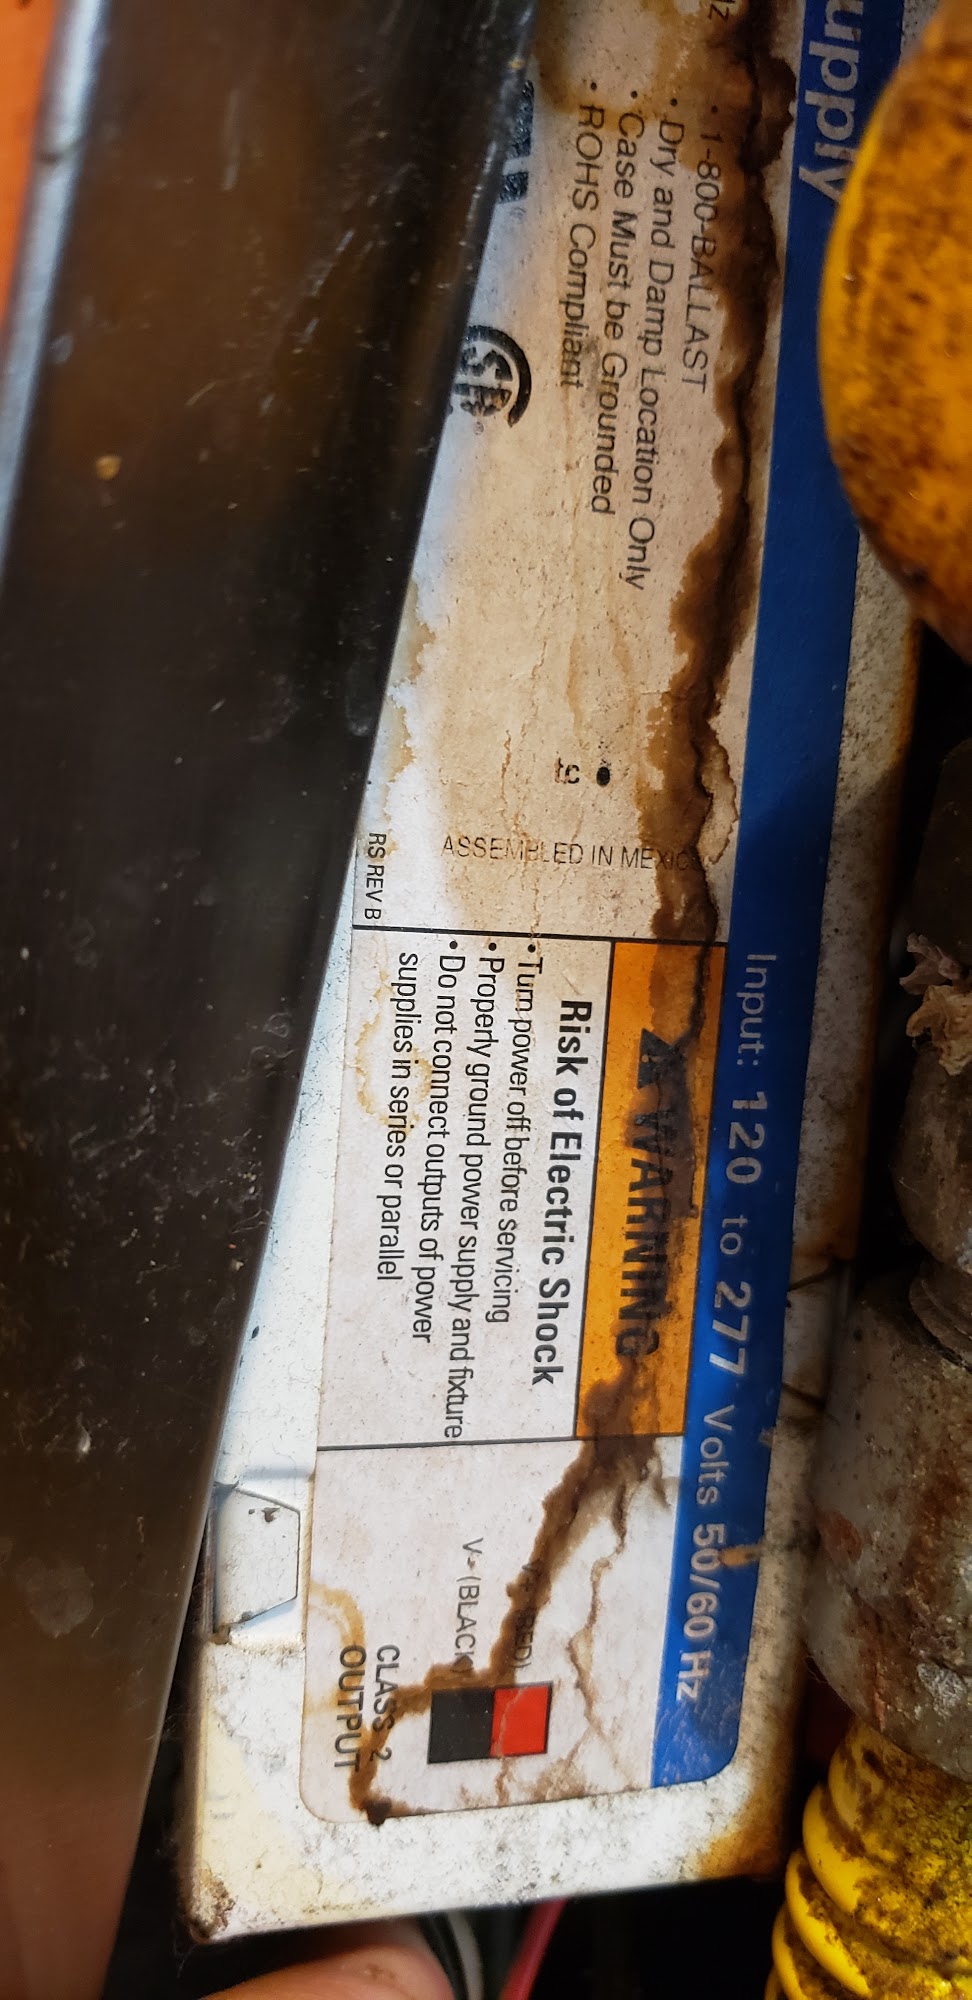 upply
Input: 120 to 277 Volts 50/60 Hz
Hz
• 1-800-BALLAST
• Dry and Damp Location Only
• Case Must be Grounded
• ROHS Compliant
tc
ASSEMBLED IN MEXICO
RS REV B
WARNING
Risk of Electric Shock
• Turn power off before servicing
• Properly ground power supply and fixture
• Do not connect outputs of power
supplies in series or parallel
RED)
V- (BLACK)
CLASS 2
OUTPUT